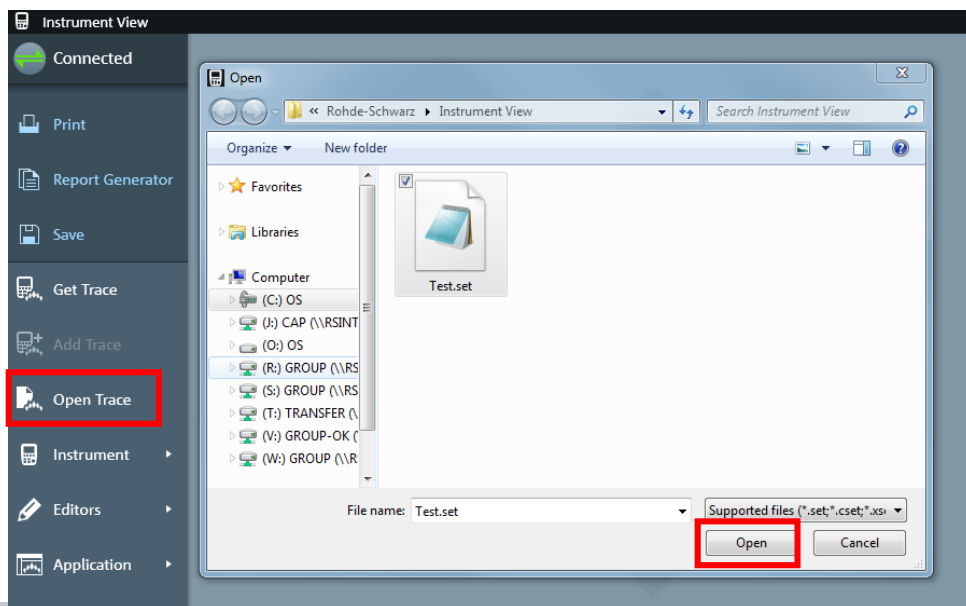 Instrument View
Connected
Print
Report Generator
Save
Get Trace
Add Trace
Open Trace
Instrument
Editors
Application
Open
« Rohde-Schwarz Instrument View
Search Instrument View
Organize New folder
Favorites
Libraries
Computer
(C:) OS
(J:) CAP (\\RSINT
(O:) OS
(R:) GROUP (\\RS
(S:) GROUP (\\RS
(T:) TRANSFER (\
(V:) GROUP-OK (
(W:) GROUP (\\R
Test.set
File name: Test.set
Supported files (*.set;*.cset;*.xs
Open Cancel